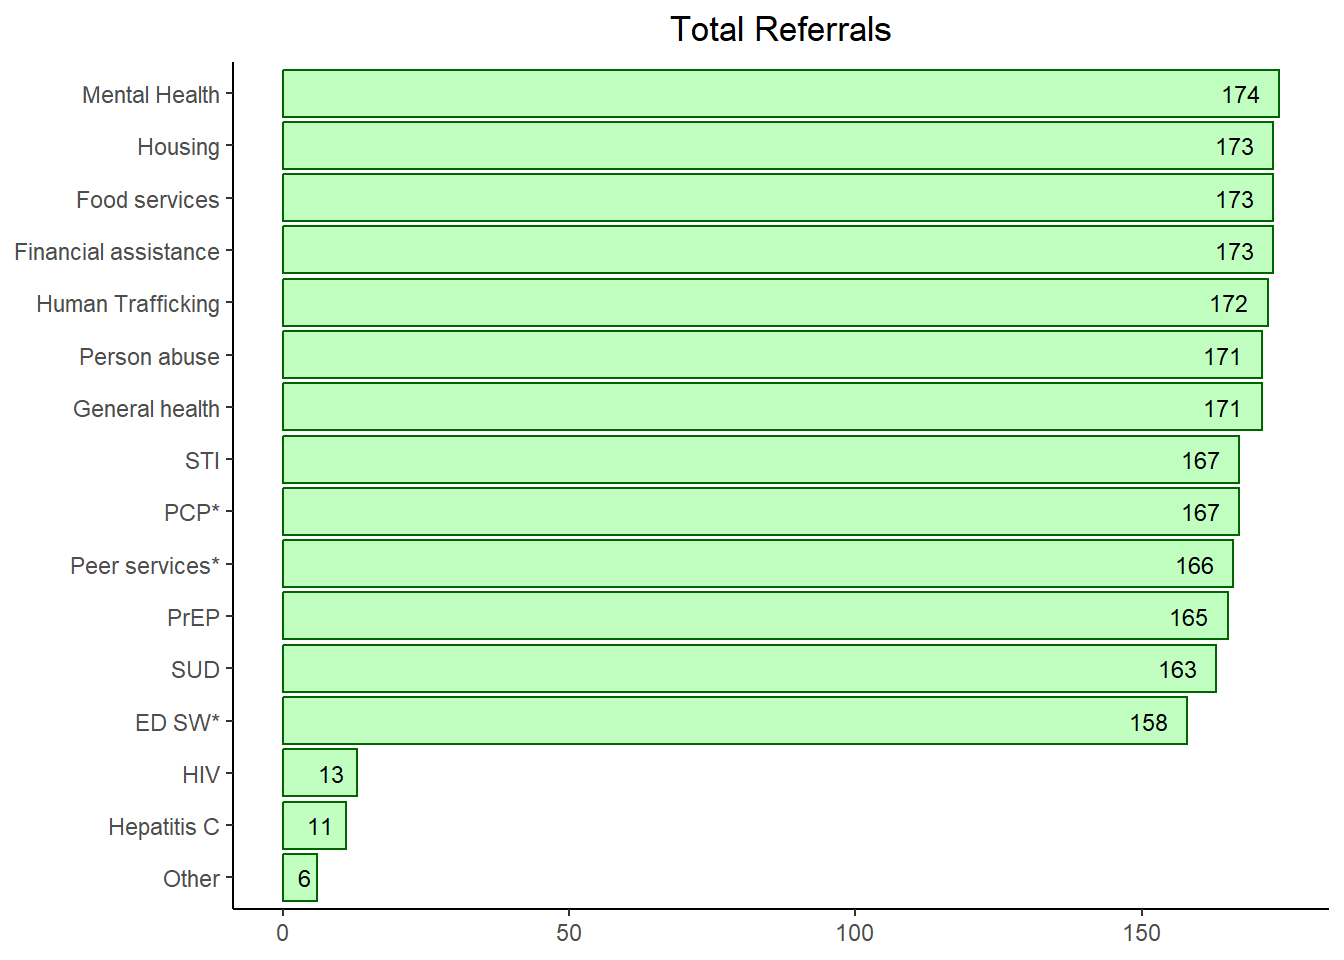 Total Referrals
Mental Health 174
Housing 173
Food services 173
Financial assistance 173
Human Trafficking 172
Person abuse 171
General health 171
STI 167
PCP* 167
Peer services* 166
PrEP 165
SUD 163
ED SW* 158
HIV 13
Hepatitis C 11
Other 6
0 50 100 150